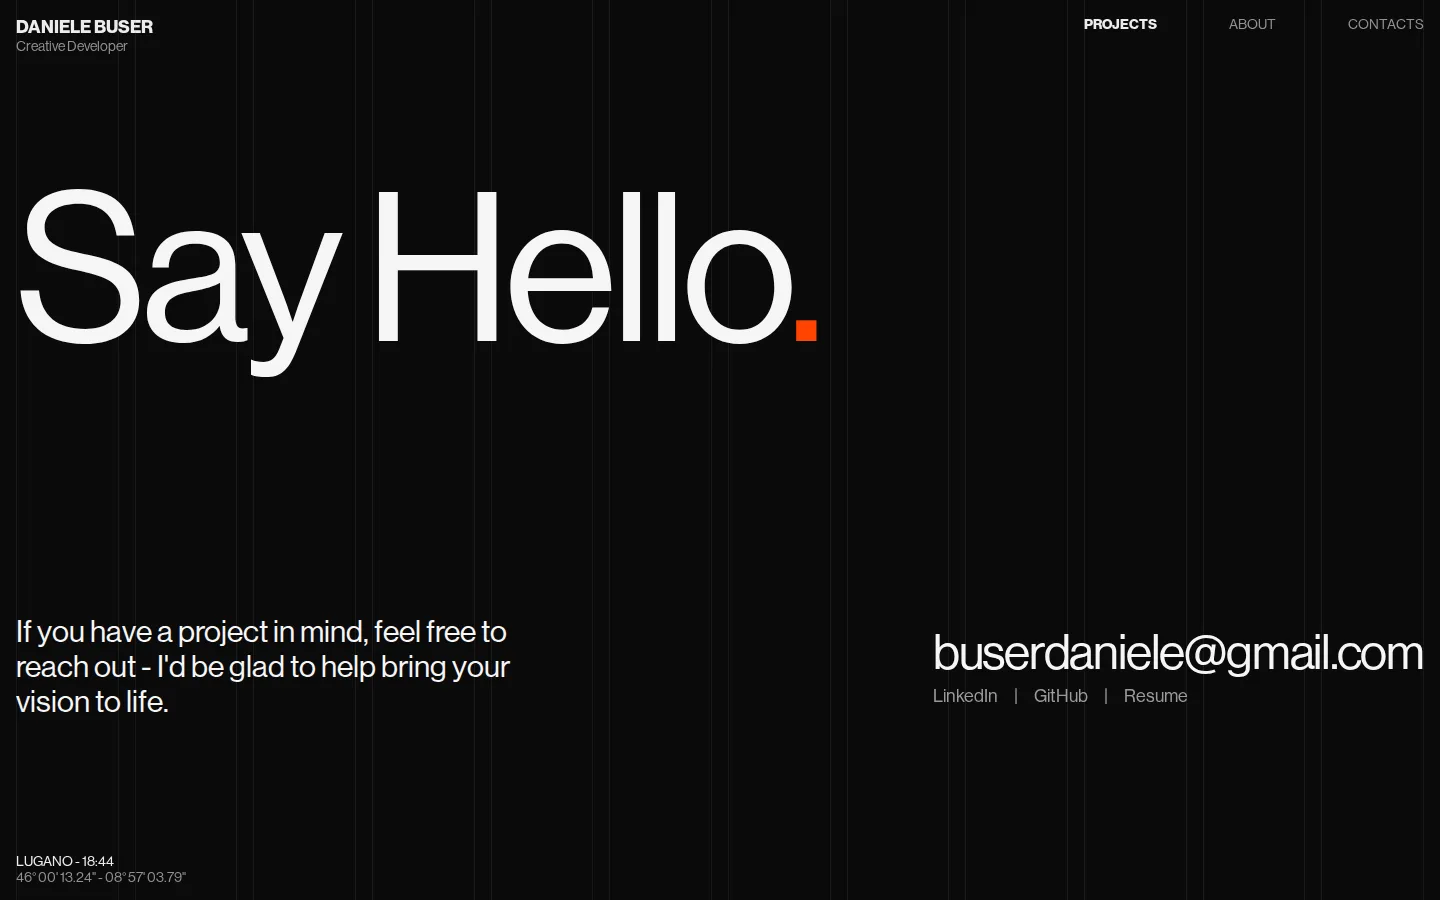 DANIELE BUSER
Creative Developer
PROJECTS
ABOUT
CONTACTS
Say Hello.
If you have a project in mind, feel free to
reach out - I'd be glad to help bring your
vision to life.
buserdaniele@gmail.com
LinkedIn | GitHub | Resume
LUGANO - 18:44
46° 00' 13.24" - 08° 57' 03.79"